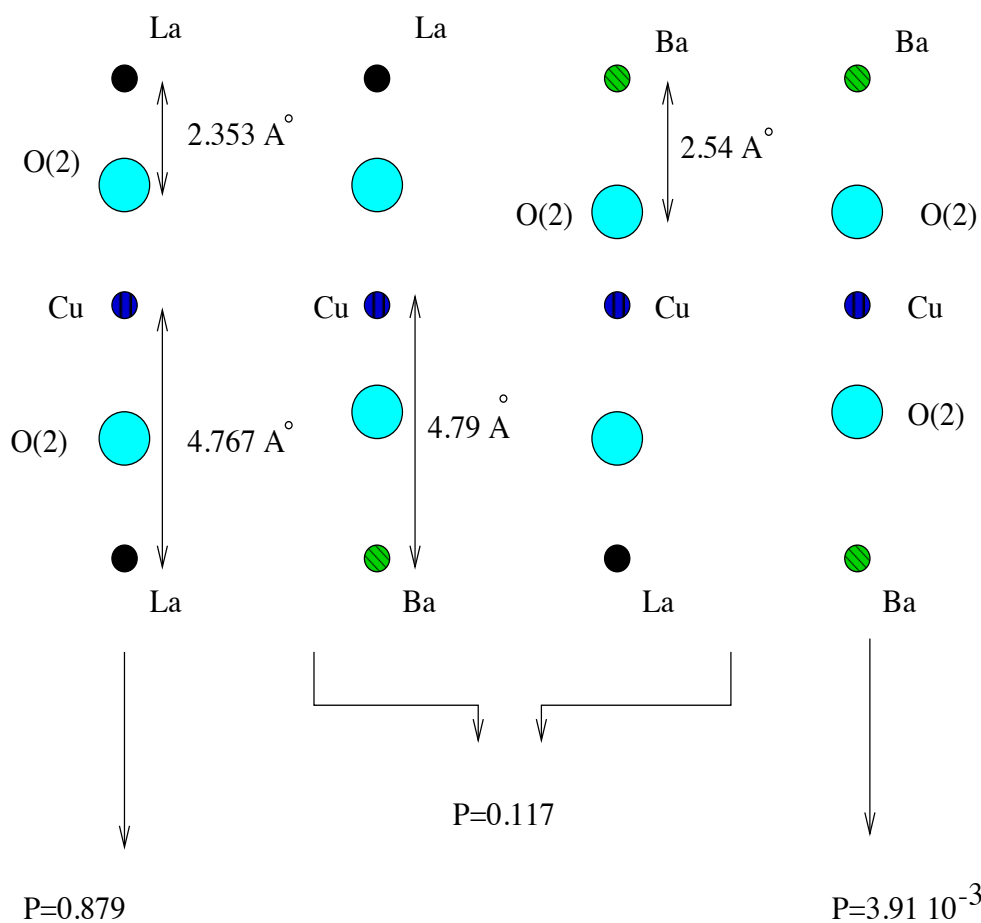 La La Ba Ba
2.353 A° 2.54 A°
O(2) O(2) O(2)
Cu Cu Cu Cu
O(2) 4.767 A° 4.79 A° O(2)
La Ba La Ba
P=0.117
P=0.879 P=3.91 10⁻³